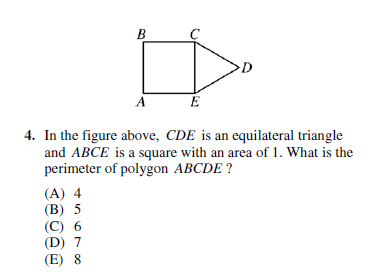 B C
D
A E
4. In the figure above, CDE is an equilateral triangle
and ABCE is a square with an area of 1. What is the
perimeter of polygon ABCDE ?
(A) 4
(B) 5
(C) 6
(D) 7
(E) 8